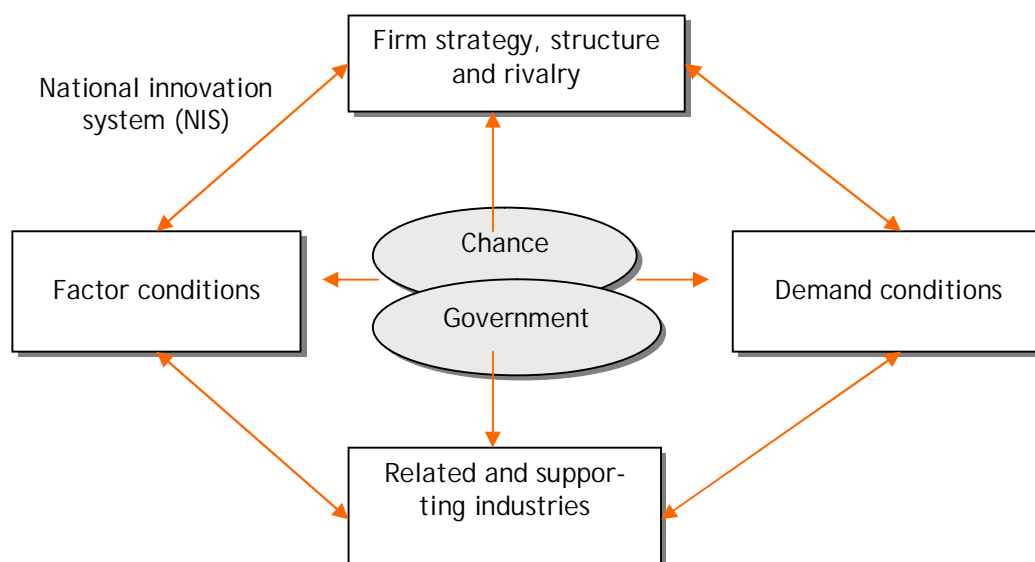 Firm strategy, structure
and rivalry
National innovation
system (NIS)
Chance
Factor conditions
Demand conditions
Government
Related and suppor-
ting industries